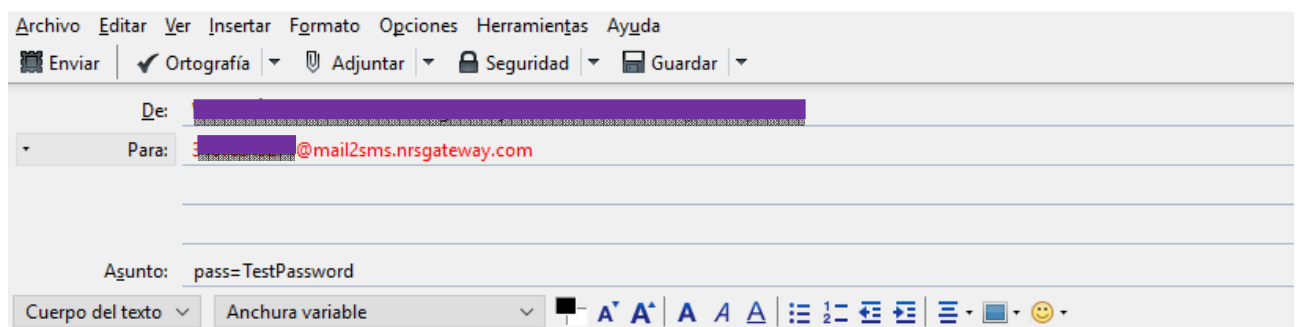 Archivo Editar Ver Insertar Formato Opciones Herramientas Ayuda
Enviar Ortografía Adjuntar Seguridad Guardar
De:
Para: @mail2sms.nrsgateway.com
Asunto: pass=TestPassword
Cuerpo del texto Anchura variable